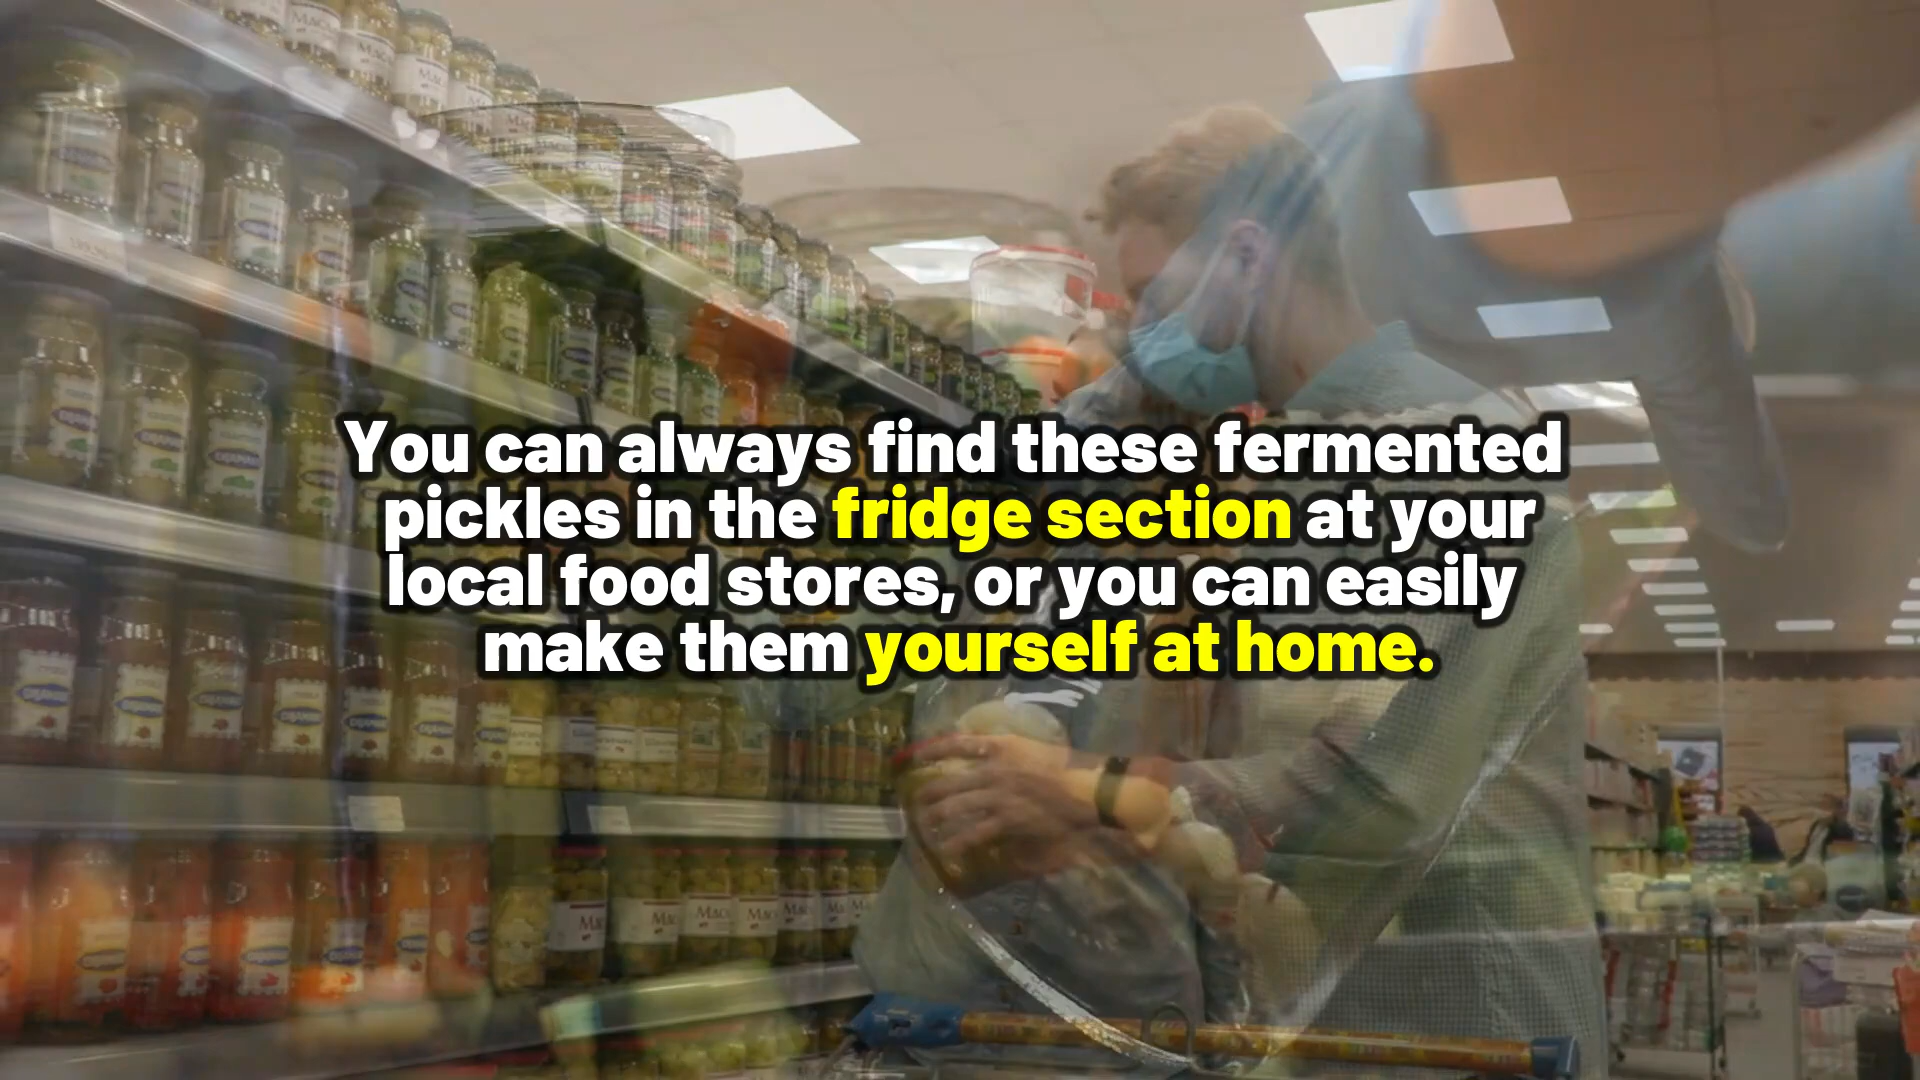 You can always find these fermented
pickles in the fridge section at your
local food stores, or you can easily
make them yourself at home.